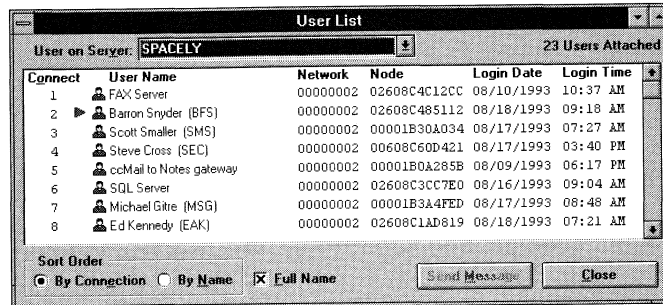 User List
User on Server: SPACELY 23 Users Attached
Connect User Name Network Node Login Date Login Time
1 FAX Server 00000002 02608C4C12CC 08/10/1993 10:37 AM
2 Barron Snyder (BFS) 00000002 02608C485112 08/18/1993 09:18 AM
3 Scott Smaller (SMS) 00000002 00001B30A034 08/18/1993 07:27 AM
4 Steve Cross (SEC) 00000002 00608C60D421 08/17/1993 03:40 PM
5 ccMail to Notes gateway 00000002 00001B0A285B 08/09/1993 06:17 PM
6 SQL Server 00000002 02608C3CC7E0 08/16/1993 09:04 AM
7 Michael Gitre (MSG) 00000002 00001B3A4FED 08/17/1993 08:48 AM
8 Ed Kennedy (EAK) 00000002 02608C1AD819 08/18/1993 07:21 AM
Sort Order
By Connection By Name Full Name Send Message Close